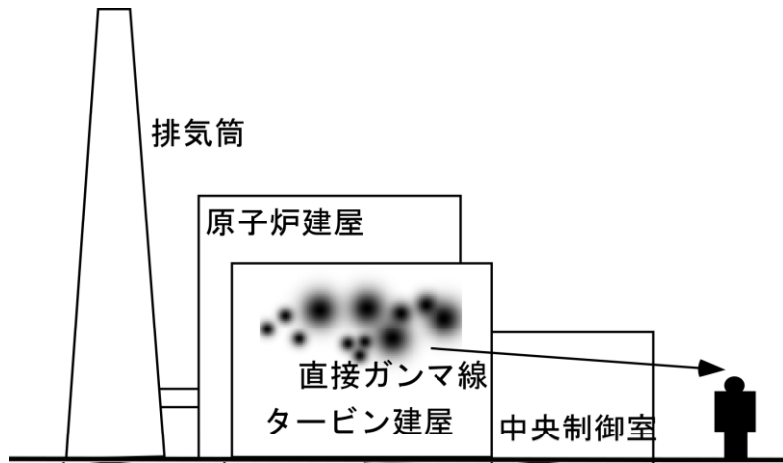 排気筒
原子炉建屋
直接ガンマ線
タービン建屋
中央制御室